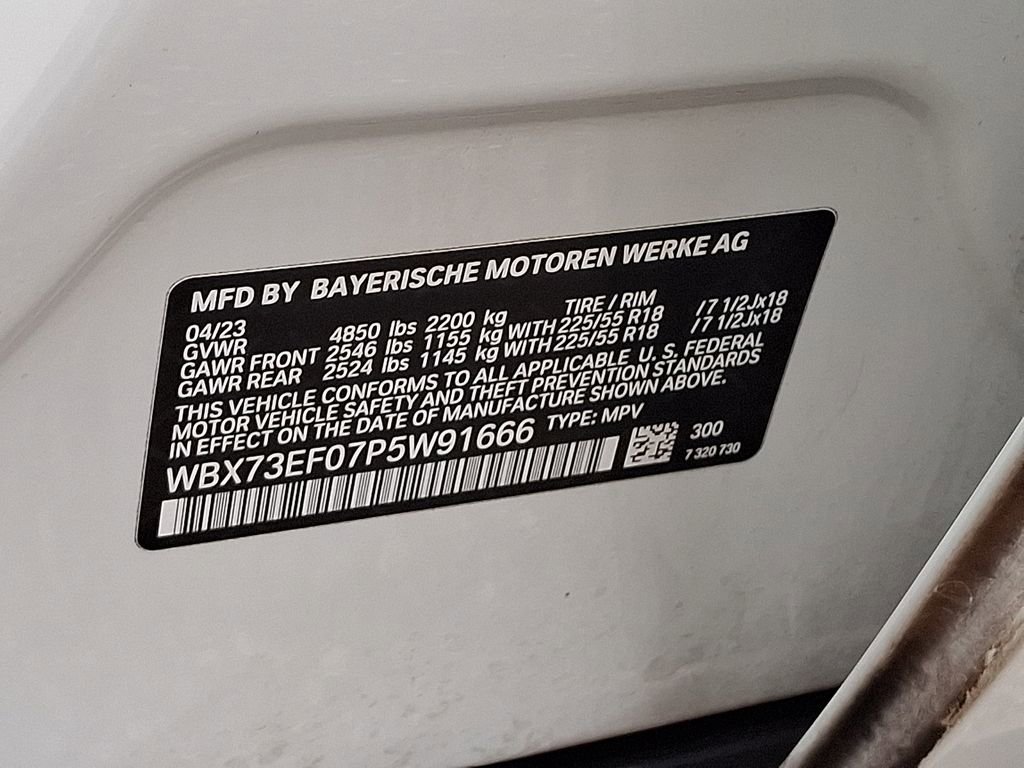 MFD BY BAYERISCHE MOTOREN WERKE AG
04/23 TIRE / RIM
GVWR 4850 lbs 2200 kg
GAWR FRONT 2546 lbs 1155 kg WITH 225/55 R18 /7 1/2Jx18
GAWR REAR 2524 lbs 1145 kg WITH 225/55 R18 /7 1/2Jx18
THIS VEHICLE CONFORMS TO ALL APPLICABLE U. S. FEDERAL
MOTOR VEHICLE SAFETY AND THEFT PREVENTION STANDARDS
IN EFFECT ON THE DATE OF MANUFACTURE SHOWN ABOVE.
WBX73EF07P5W91666 TYPE: MPV
300
7 320 730